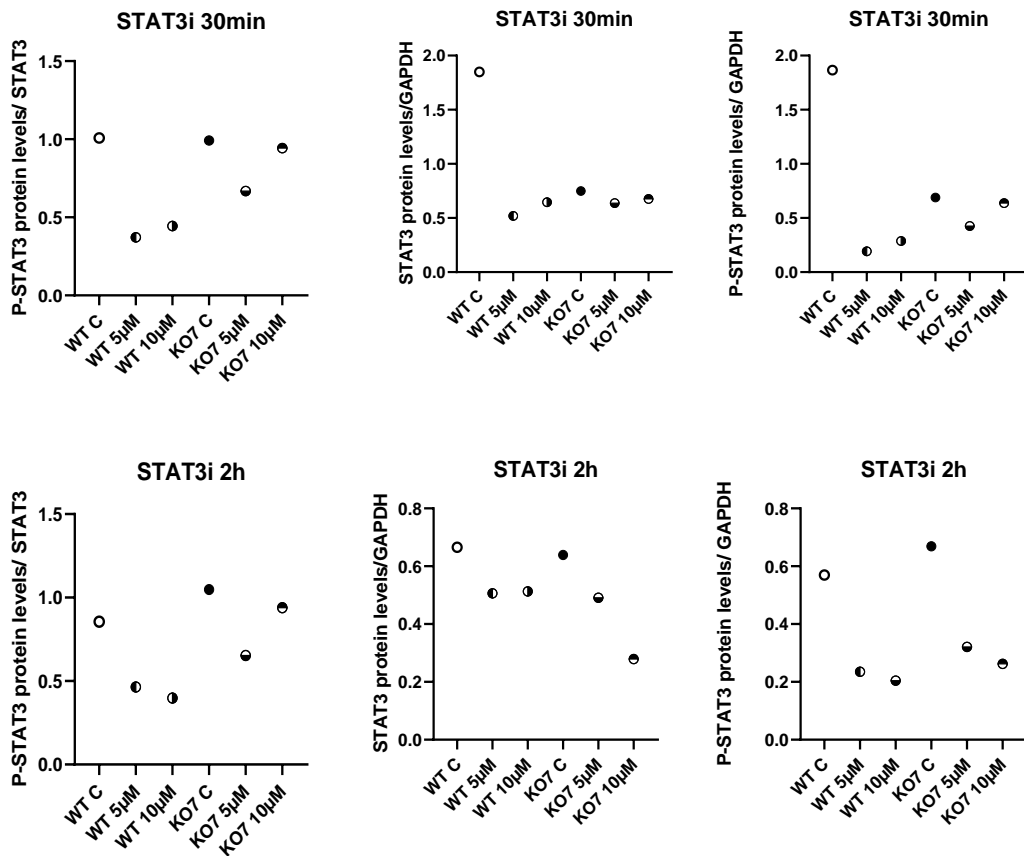 STAT3i 30min
P-STAT3 protein levels/ STAT3
1.5
1.0
0.5
0.0
WT C
WT 5µM
WT 10µM
KO7 C
KO7 5µM
KO7 10µM
STAT3i 30min
STAT3 protein levels/GAPDH
2.0
1.5
1.0
0.5
0.0
WT C
WT 5µM
WT 10µM
KO7 C
KO7 5µM
KO7 10µM
STAT3i 30min
P-STAT3 protein levels/ GAPDH
2.0
1.5
1.0
0.5
0.0
WT C
WT 5µM
WT 10µM
KO7 C
KO7 5µM
KO7 10µM
STAT3i 2h
P-STAT3 protein levels/ STAT3
1.5
1.0
0.5
0.0
WT C
WT 5µM
WT 10µM
KO7 C
KO7 5µM
KO7 10µM
STAT3i 2h
STAT3 protein levels/GAPDH
0.8
0.6
0.4
0.2
0.0
WT C
WT 5µM
WT 10µM
KO7 C
KO7 5µM
KO7 10µM
STAT3i 2h
P-STAT3 protein levels/ GAPDH
0.8
0.6
0.4
0.2
0.0
WT C
WT 5µM
WT 10µM
KO7 C
KO7 5µM
KO7 10µM